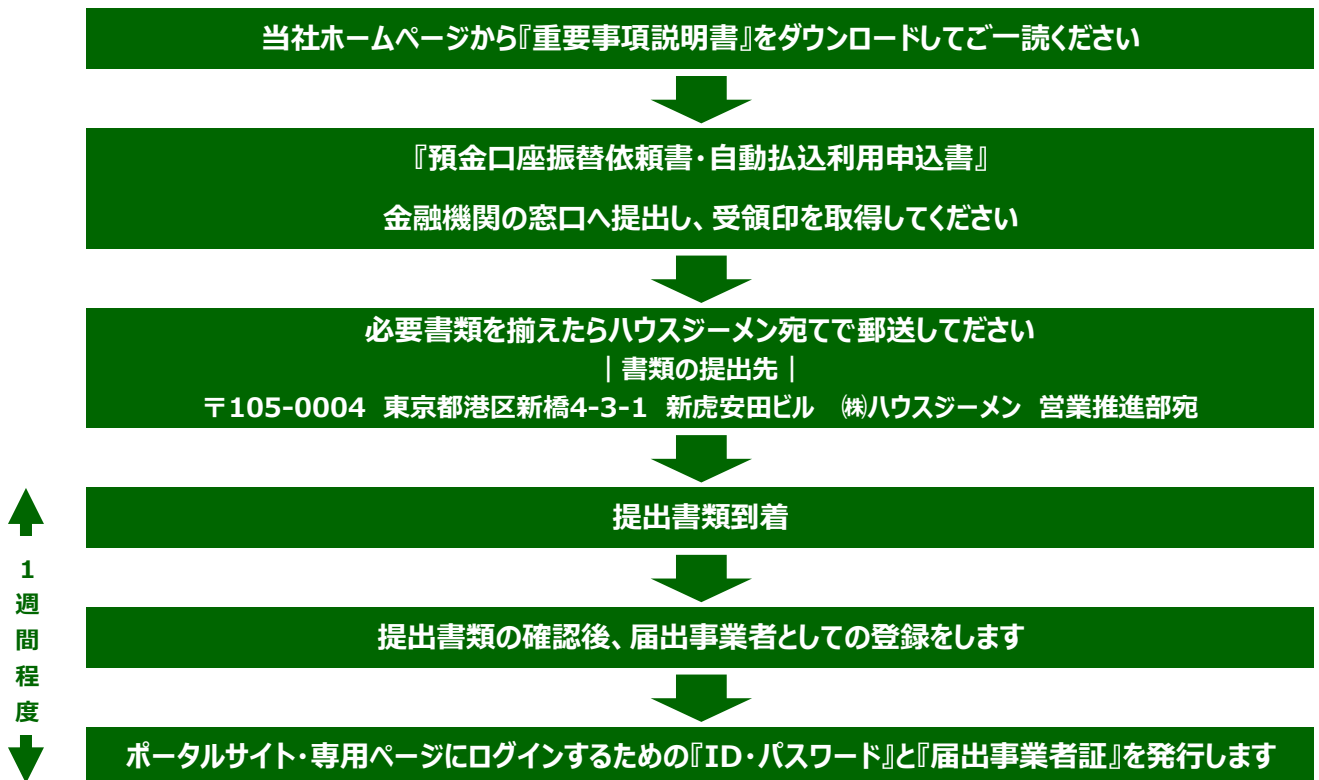 当社ホームページから『重要事項説明書』をダウンロードしてご一読ください
『預金口座振替依頼書･自動払込利用申込書』
金融機関の窓口へ提出し、受領印を取得してください
必要書類を揃えたらハウスジーメン宛てで郵送してださい
｜書類の提出先｜
〒105-0004 東京都港区新橋4-3-1 新虎安田ビル ㈱ハウスジーメン 営業推進部宛
提出書類到着
1週間程度
提出書類の確認後、届出事業者としての登録をします
ポータルサイト・専用ページにログインするための『ID・パスワード』と『届出事業者証』を発行します